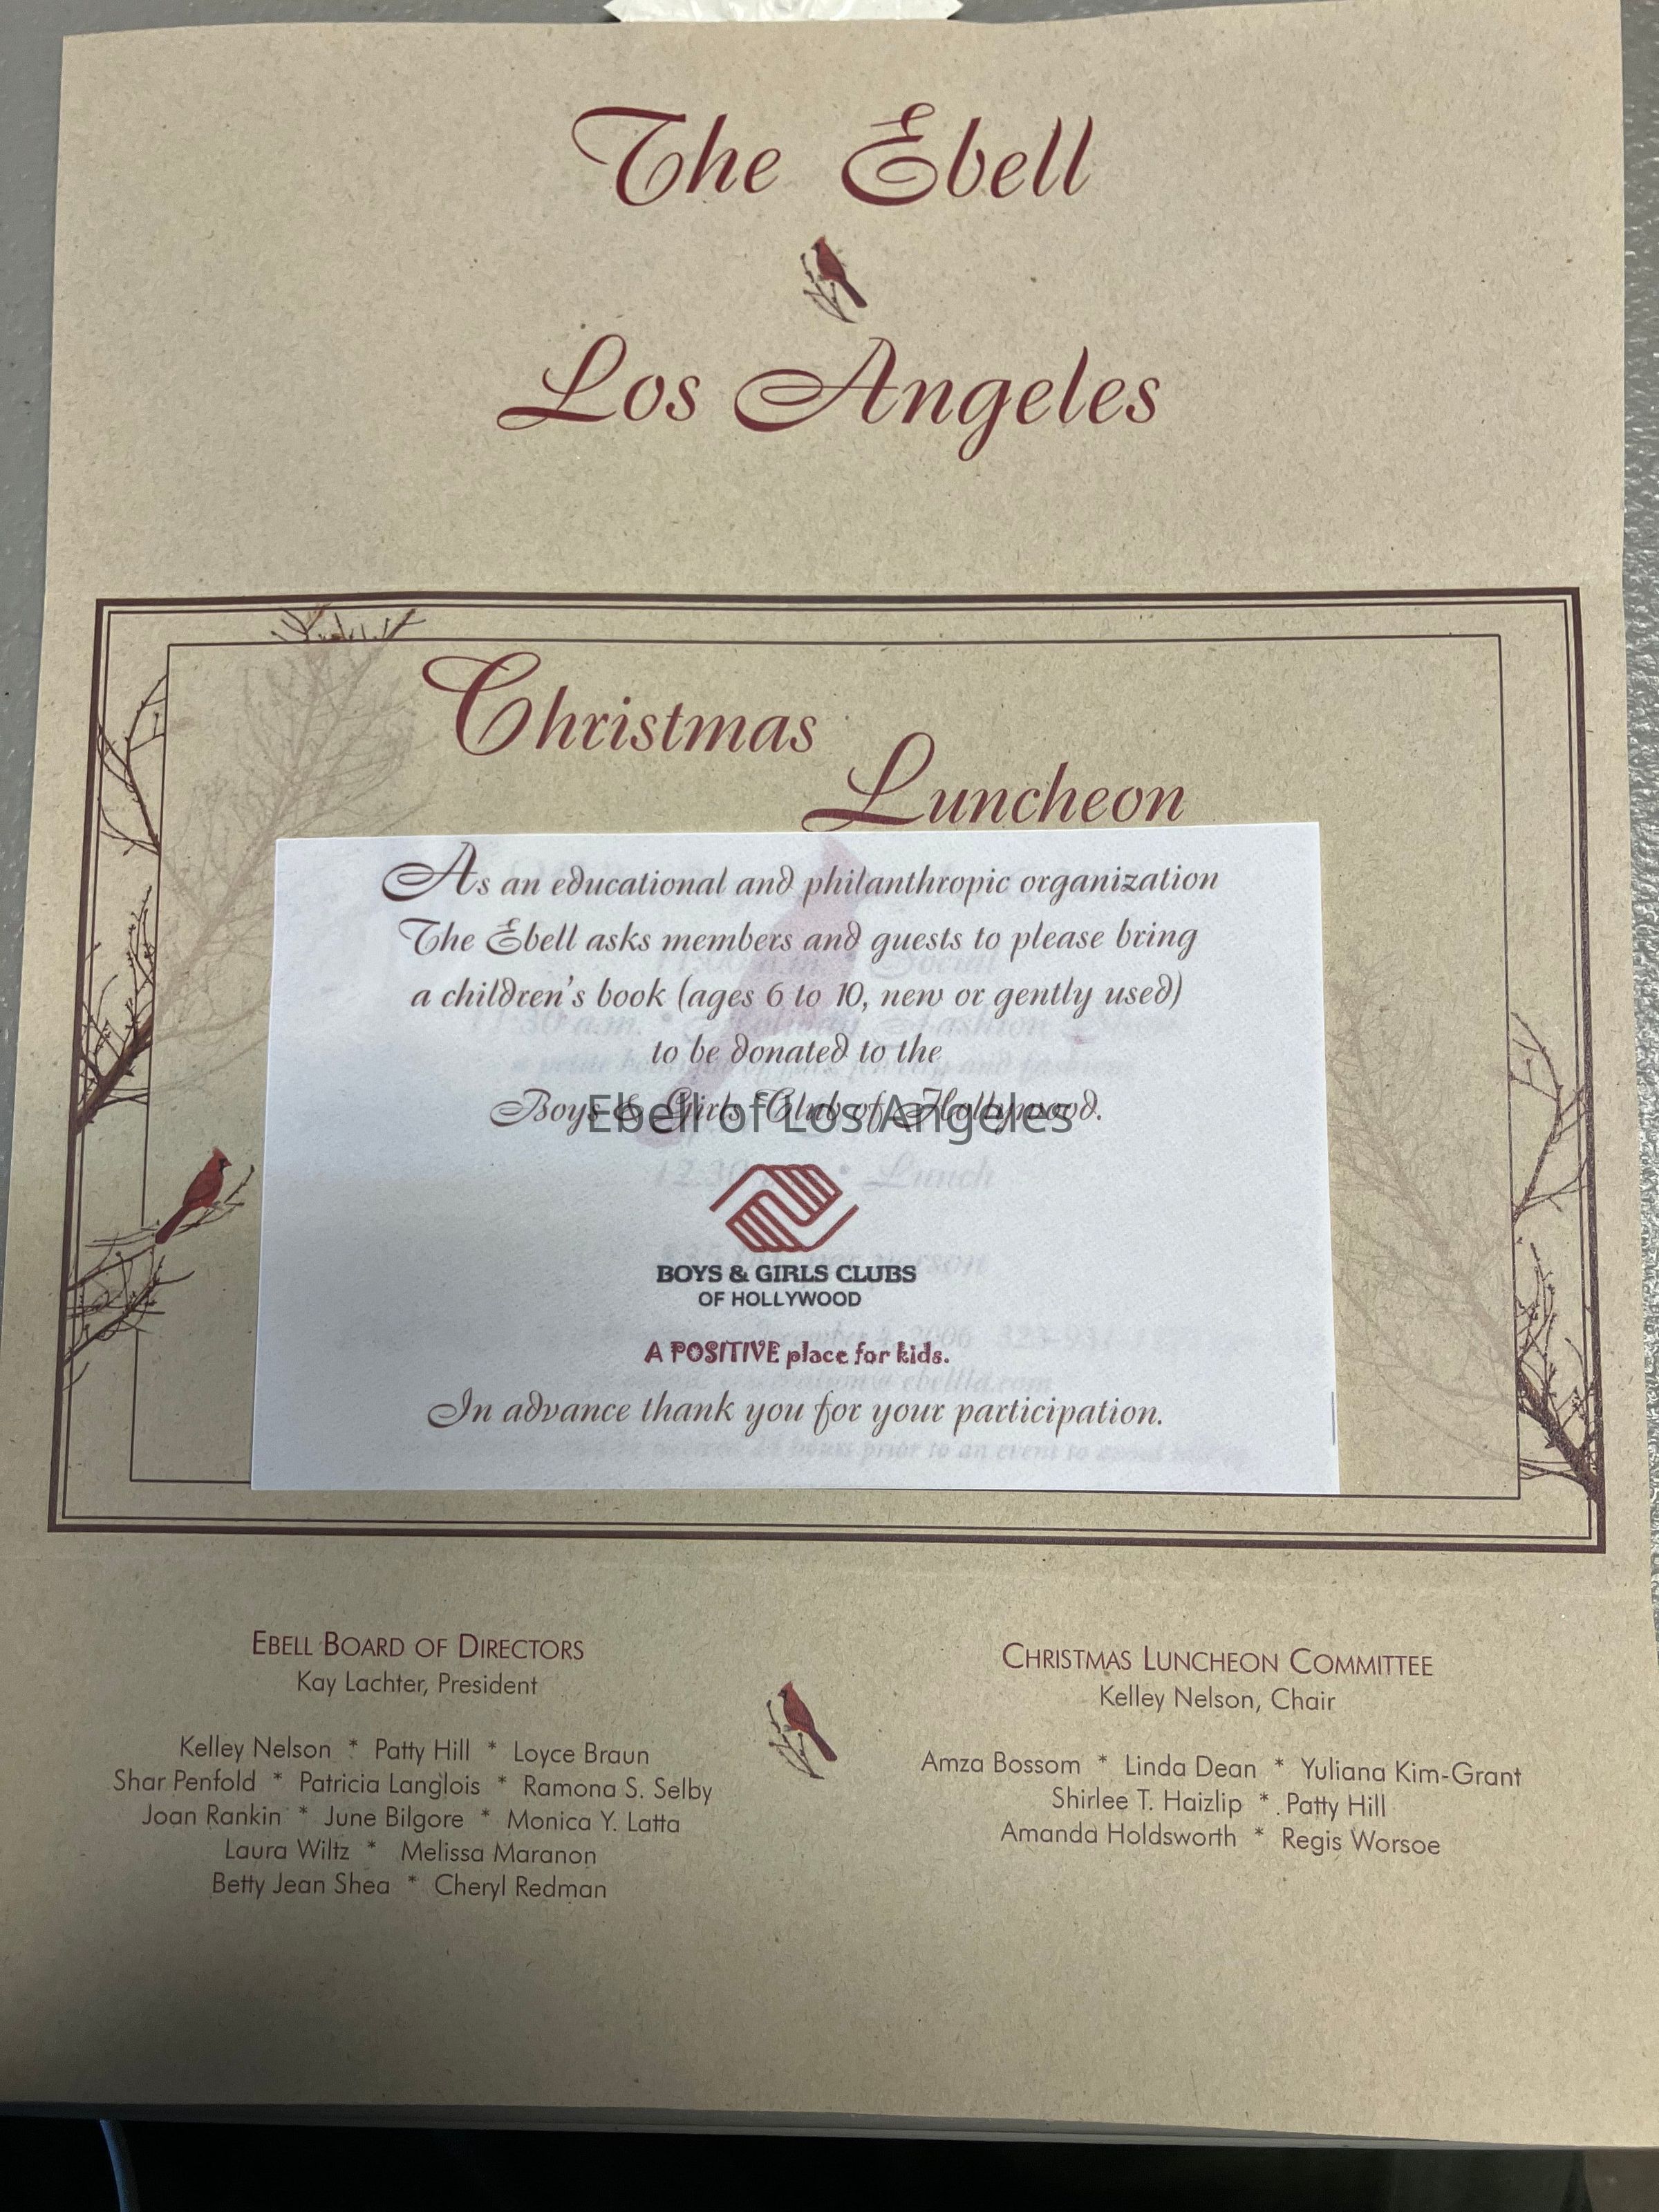 The Ebell
Los Angeles
Christmas
Luncheon
As an educational and philanthropic organization
The Ebell asks members and guests to please bring
a children's book (ages 6 to 10, new or gently used)
to be donated to the
Boys & Girls Club of Hollywood.
Ebell of Los Angeles
12:30 • Lunch
BOYS & GIRLS CLUBS
OF HOLLYWOOD
A POSITIVE place for kids.
In advance thank you for your participation.
EBELL BOARD OF DIRECTORS
Kay Lachter, President
Kelley Nelson * Patty Hill * Loyce Braun
Shar Penfold * Patricia Langlois * Ramona S. Selby
Joan Rankin * June Bilgore * Monica Y. Latta
Laura Wiltz * Melissa Maranon
Betty Jean Shea * Cheryl Redman
CHRISTMAS LUNCHEON COMMITTEE
Kelley Nelson, Chair
Amza Bossom * Linda Dean * Yuliana Kim-Grant
Shirlee T. Haizlip * Patty Hill
Amanda Holdsworth * Regis Worsoe